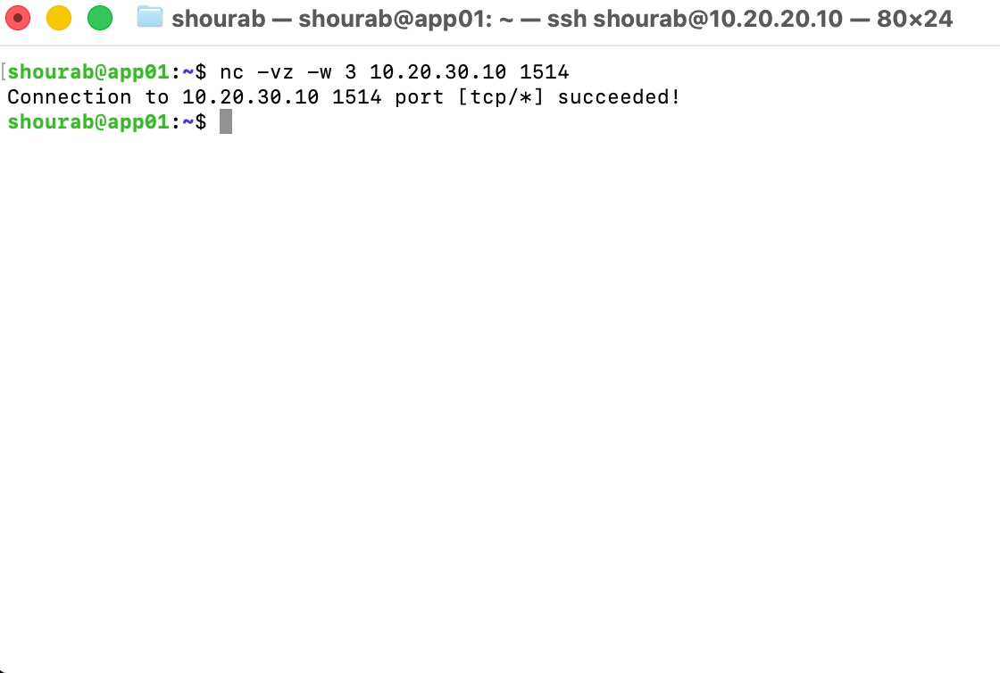 shourab — shourab@app01: ~ — ssh shourab@10.20.20.10 — 80×24
[shourab@app01:~$ nc -vz -w 3 10.20.30.10 1514
Connection to 10.20.30.10 1514 port [tcp/*] succeeded!
shourab@app01:~$